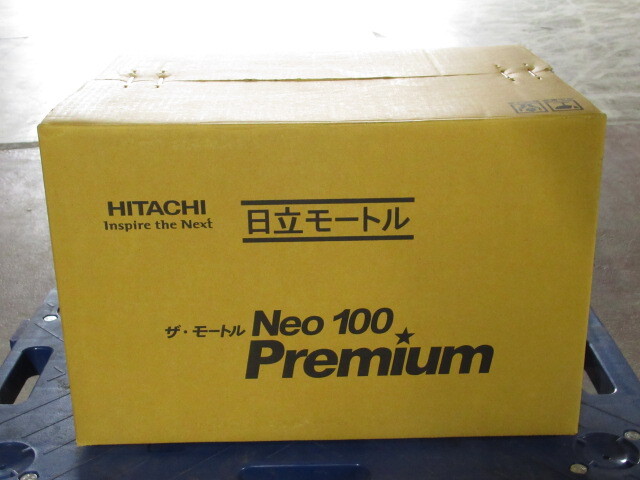 HITACHI
Inspire the Next
日立モートル
ザ・モートル Neo 100
Premium